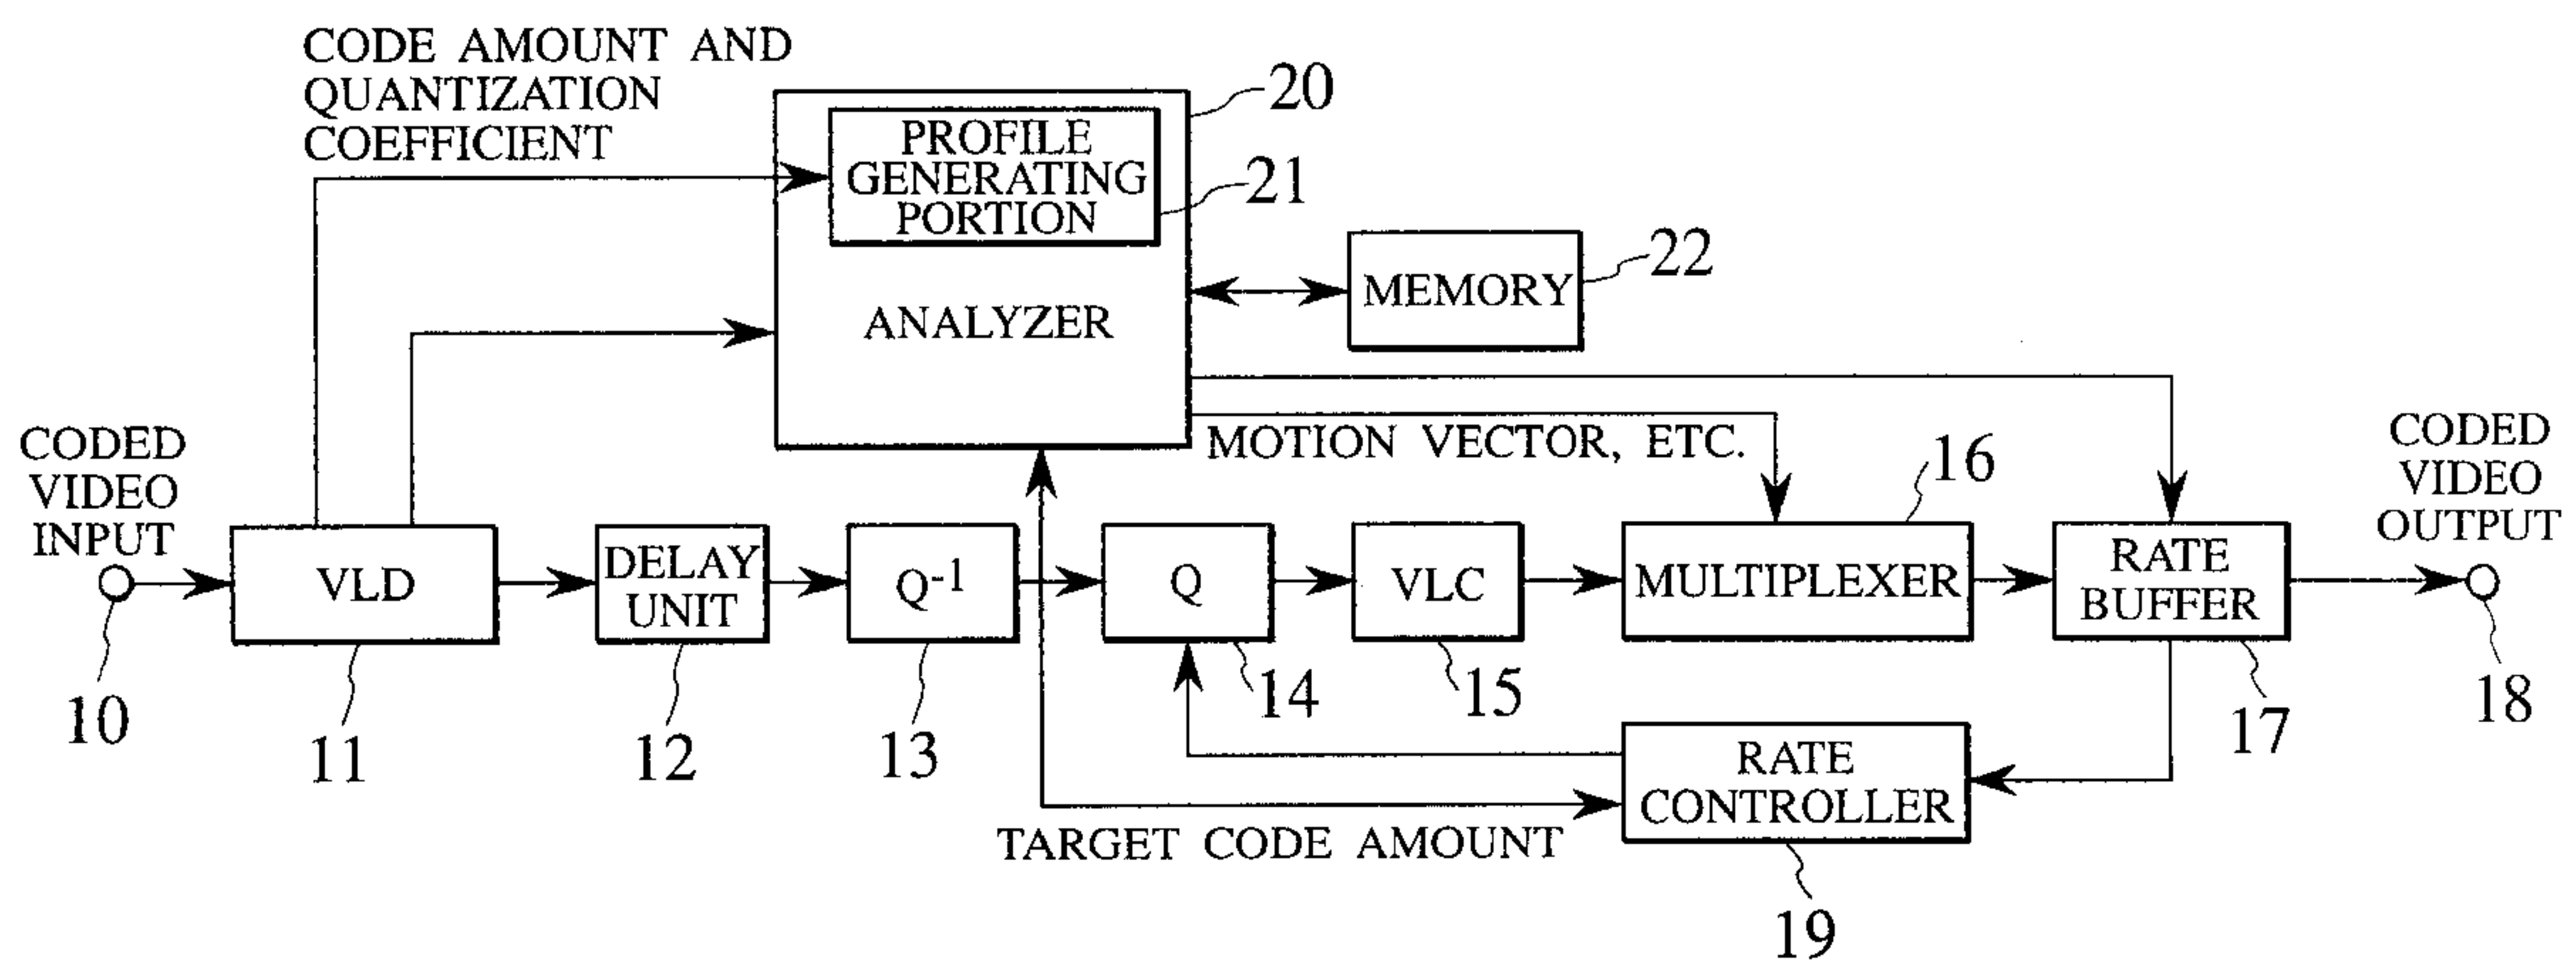 CODE AMOUNT AND
QUANTIZATION
COEFFICIENT
20
PROFILE
GENERATING
PORTION
21
ANALYZER
MEMORY
22
MOTION VECTOR, ETC.
CODED
VIDEO
INPUT
10
VLD
11
DELAY
UNIT
12
Q-1
13
Q
14
VLC
15
MULTIPLEXER
16
RATE
BUFFER
17
CODED
VIDEO
OUTPUT
18
RATE
CONTROLLER
19
TARGET CODE AMOUNT